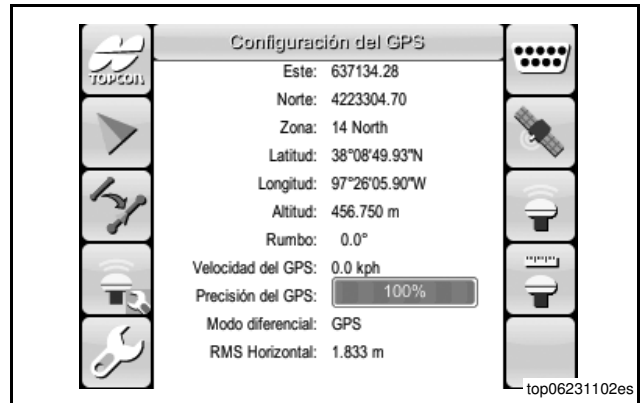 TOPCON
Configuración del GPS
Este: 637134.28
Norte: 4223304.70
Zona: 14 North
Latitud: 38°08'49.93"N
Longitud: 97°26'05.90"W
Altitud: 456.750 m
Rumbo: 0.0°
Velocidad del GPS: 0.0 kph
Precisión del GPS: 100%
Modo diferencial: GPS
RMS Horizontal: 1.833 m
top06231102es